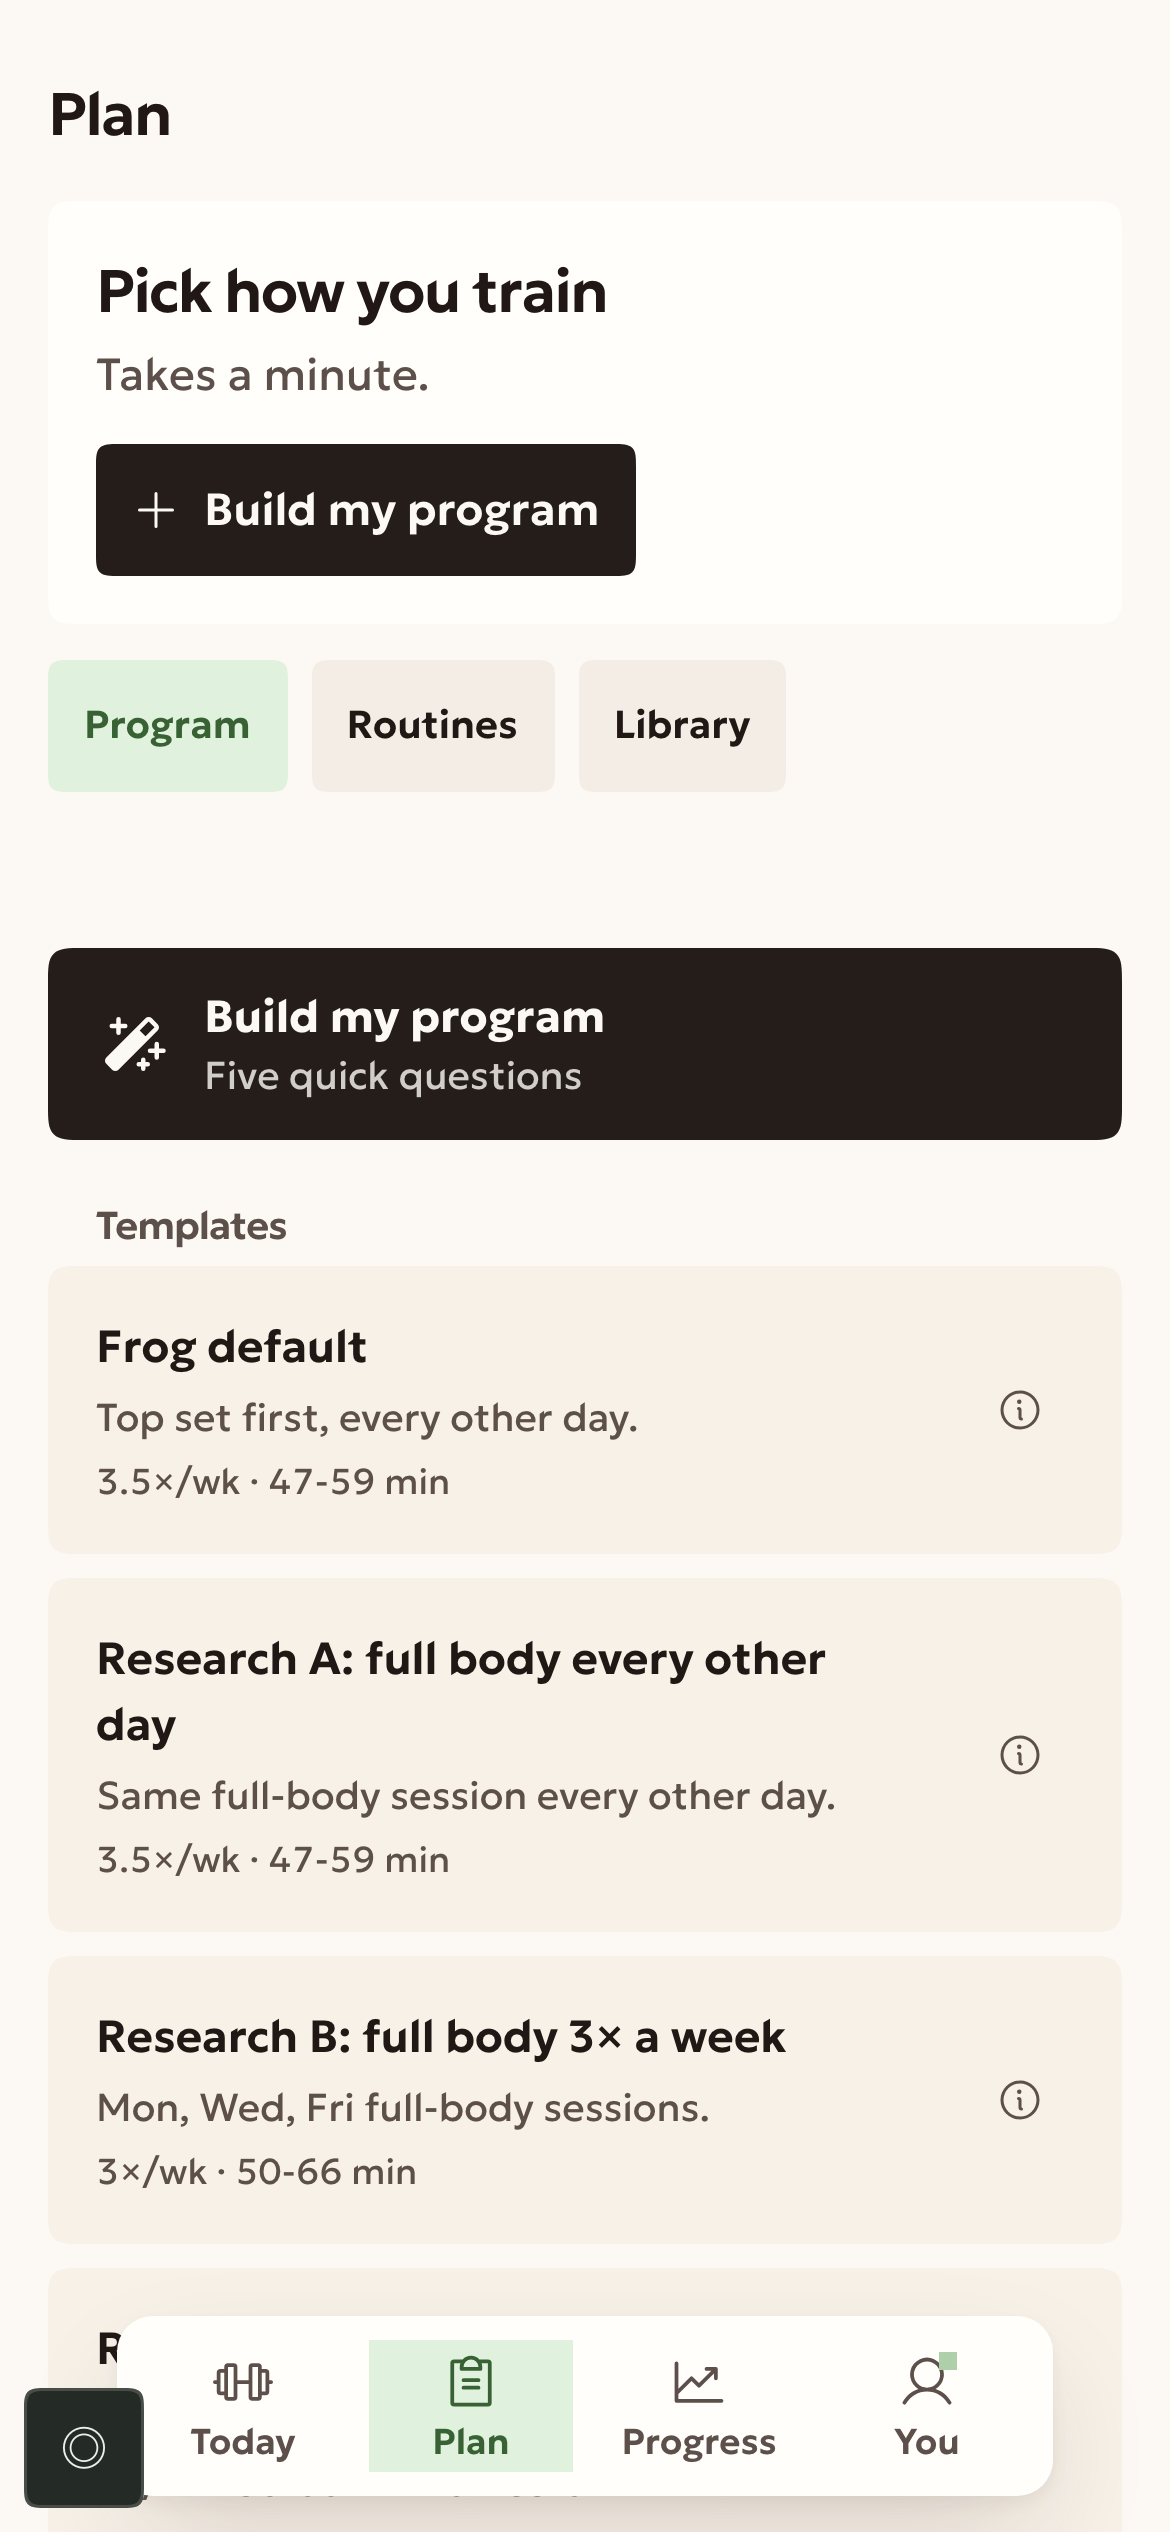 Plan
Pick how you train
Takes a minute.
Build my program
Program
Routines
Library
Build my program
Five quick questions
Templates
Frog default
Top set first, every other day.
3.5×/wk · 47-59 min
Research A: full body every other
day
Same full-body session every other day.
3.5×/wk · 47-59 min
Research B: full body 3× a week
Mon, Wed, Fri full-body sessions.
3×/wk · 50-66 min
Today
Plan
Progress
You